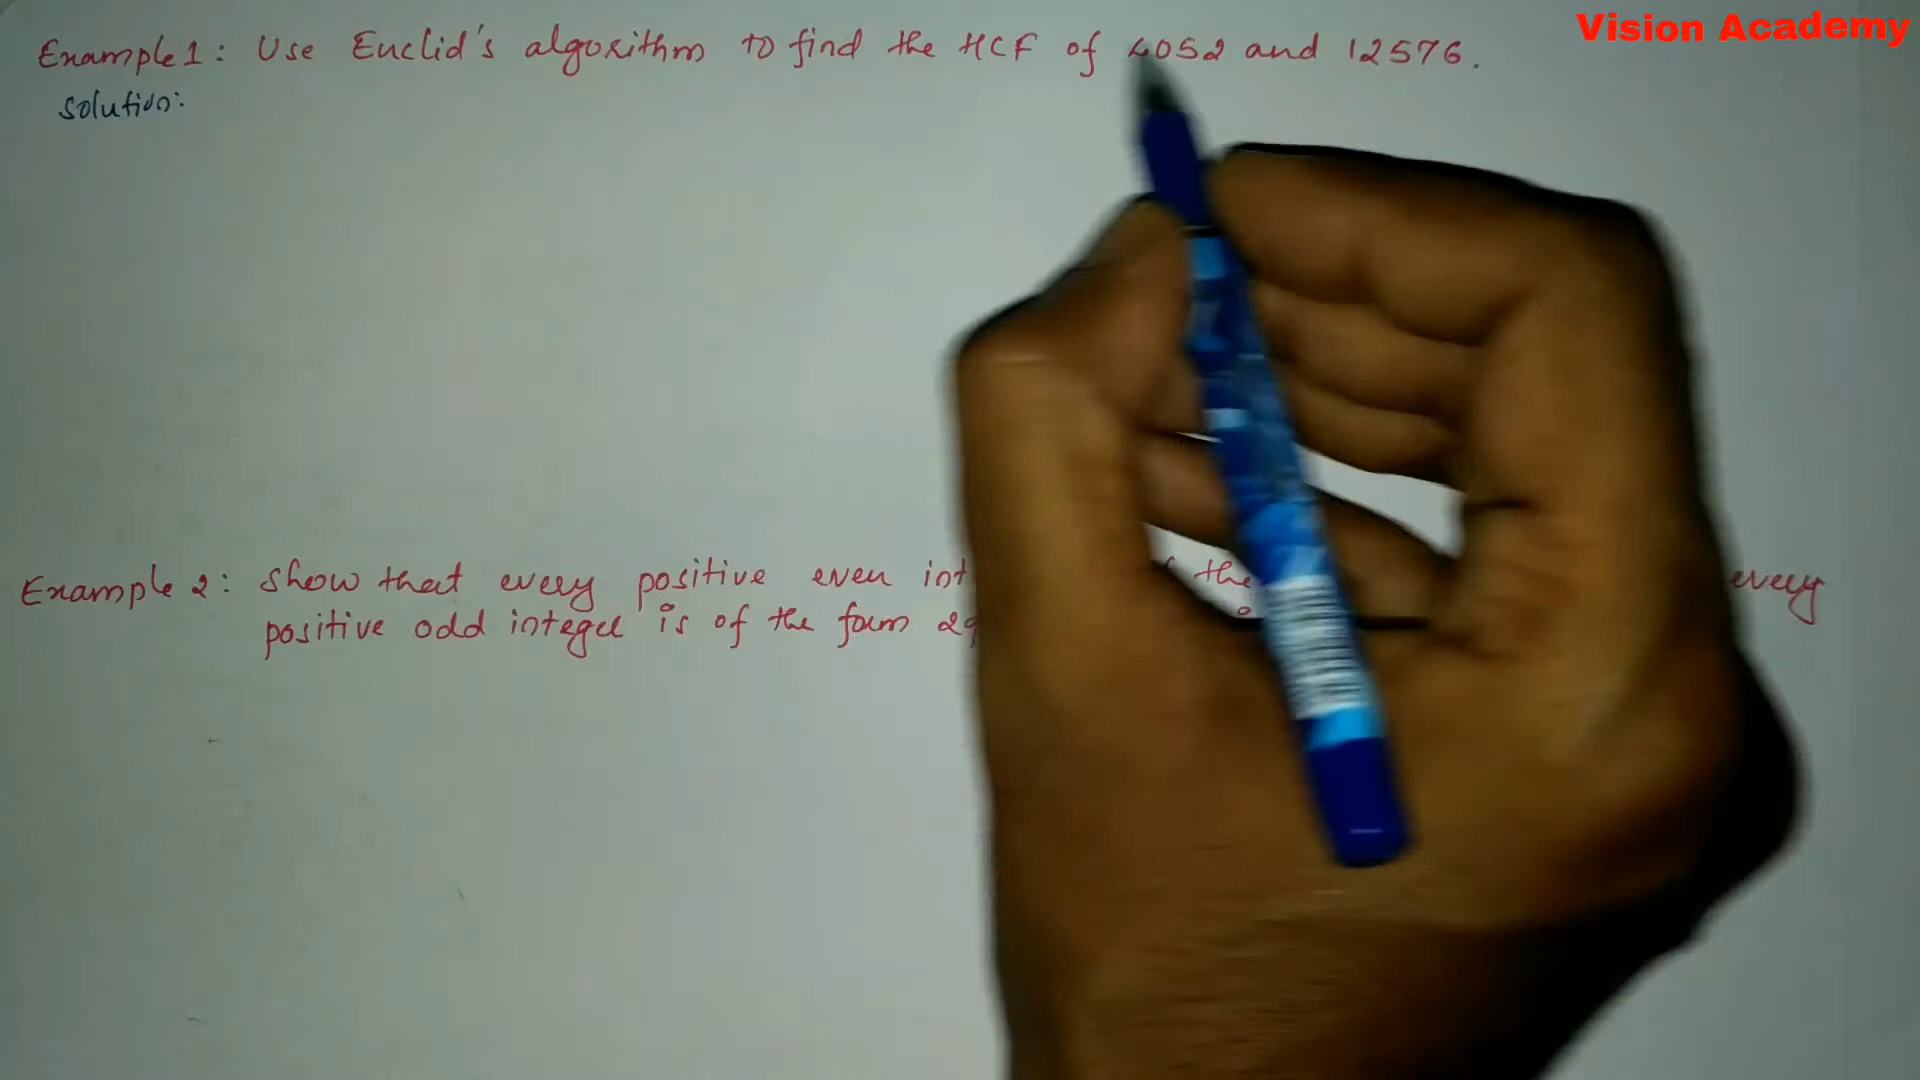 Vision Academy
Example 1: Use Euclid's algorithm to find the HCF of 4052 and 12576.
Solution:
Example 2: Show that every positive even int the every
positive odd integer is of the form 2q